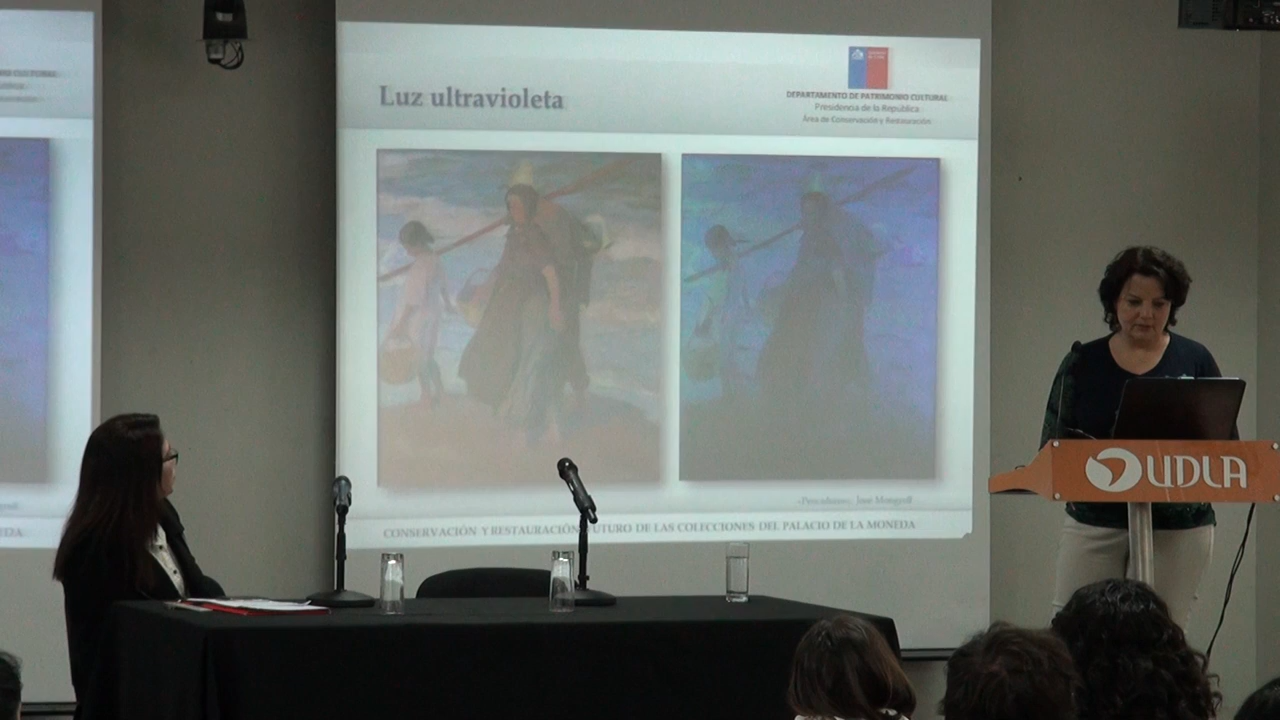 Luz ultravioleta
DEPARTAMENTO DE PATRIMONIO CULTURAL
Presidencia de la República
Área de Conservación y Restauración
José Mongrell
CONSERVACIÓN Y RESTAURACIÓN FUTURO DE LAS COLECCIONES DEL PALACIO DE LA MONEDA
UDLA